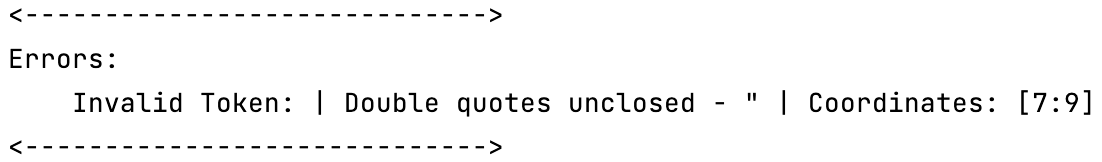 <----------------------------->
Errors:
    Invalid Token: | Double quotes unclosed - " | Coordinates: [7:9]
<----------------------------->